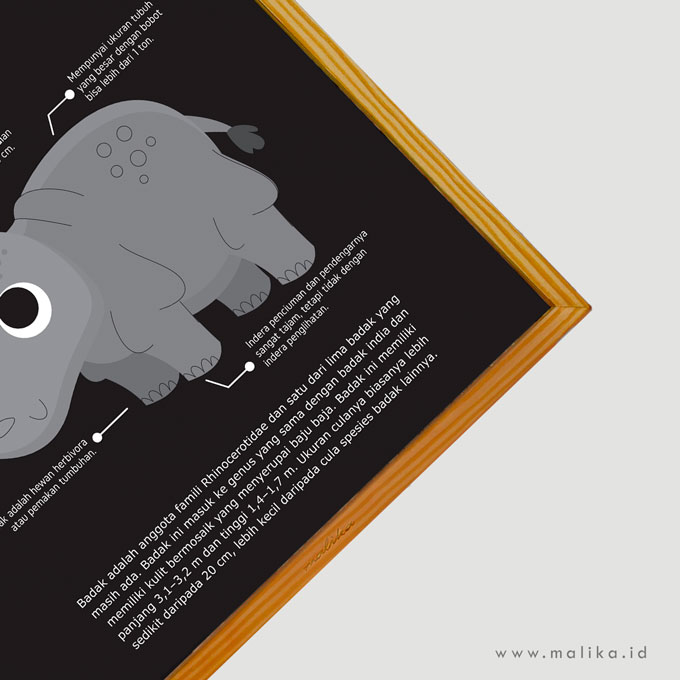 Mempunyai ukuran tubuh
yang besar dengan bobot
bisa lebih dari 1 ton.
cm.
Indera penciuman dan pendengarnya
sangat tajam, tetapi tidak dengan
Indera penglihatan.
adalah hewan herbivora
atau pemakan tumbuhan.
Badak adalah anggota famili Rhinocerotidae dan satu dari lima badak yang
masih ada. Badak ini masuk ke genus yang sama dengan badak india dan
memiliki kulit bermosaik yang menyerupai baju baja. Badak ini memiliki
panjang 3,1–3,2 m dan tinggi 1,4–1,7 m. Ukuran culanya biasanya lebih
sedikit daripada 20 cm, lebih kecil daripada cula spesies badak lainnya.
www.malika.id